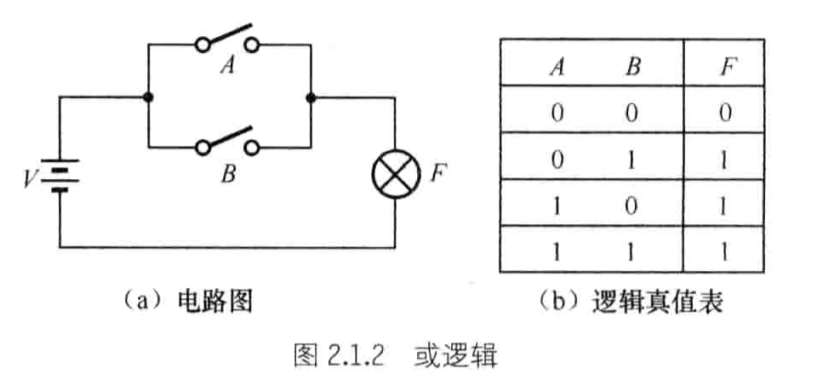 A
B
V
F
A B F
0 0 0
0 1 1
1 0 1
1 1 1
（a）电路图
（b）逻辑真值表
图 2.1.2 或逻辑